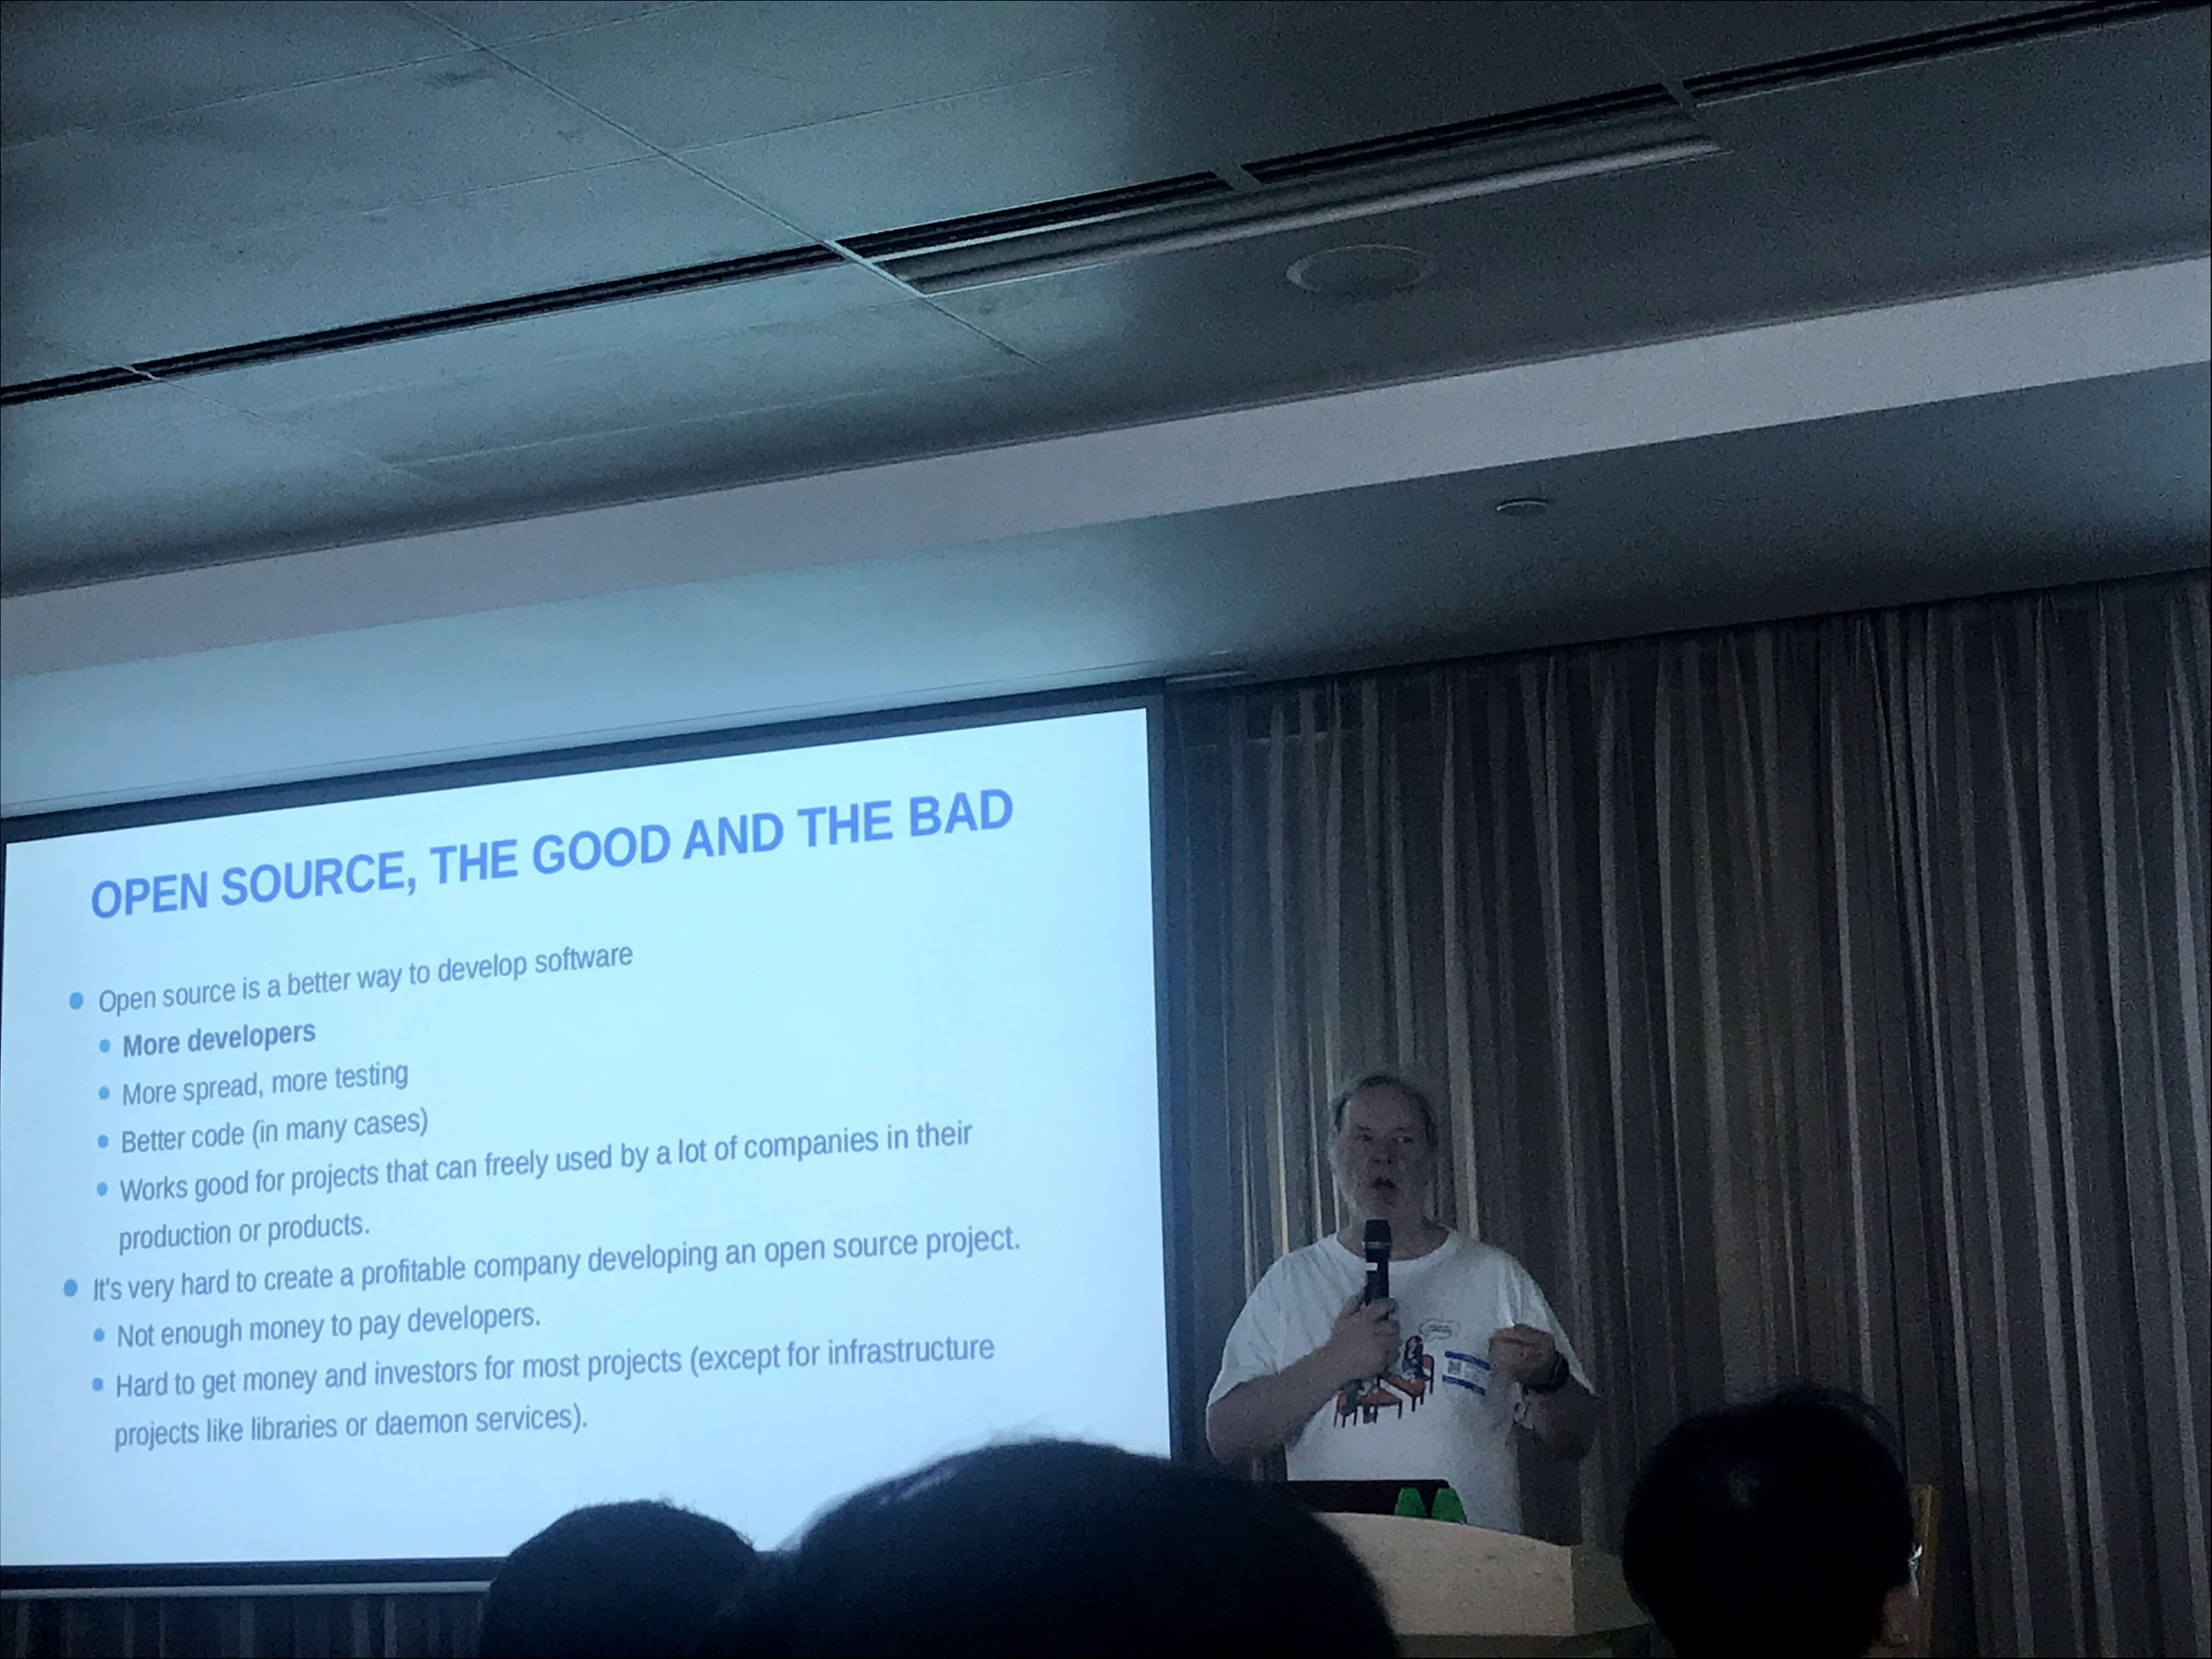 OPEN SOURCE, THE GOOD AND THE BAD
Open source is a better way to develop software
More developers
More spread, more testing
Better code (in many cases)
Works good for projects that can freely used by a lot of companies in their
production or products.
It's very hard to create a profitable company developing an open source project.
Not enough money to pay developers.
Hard to get money and investors for most projects (except for infrastructure
projects like libraries or daemon services).